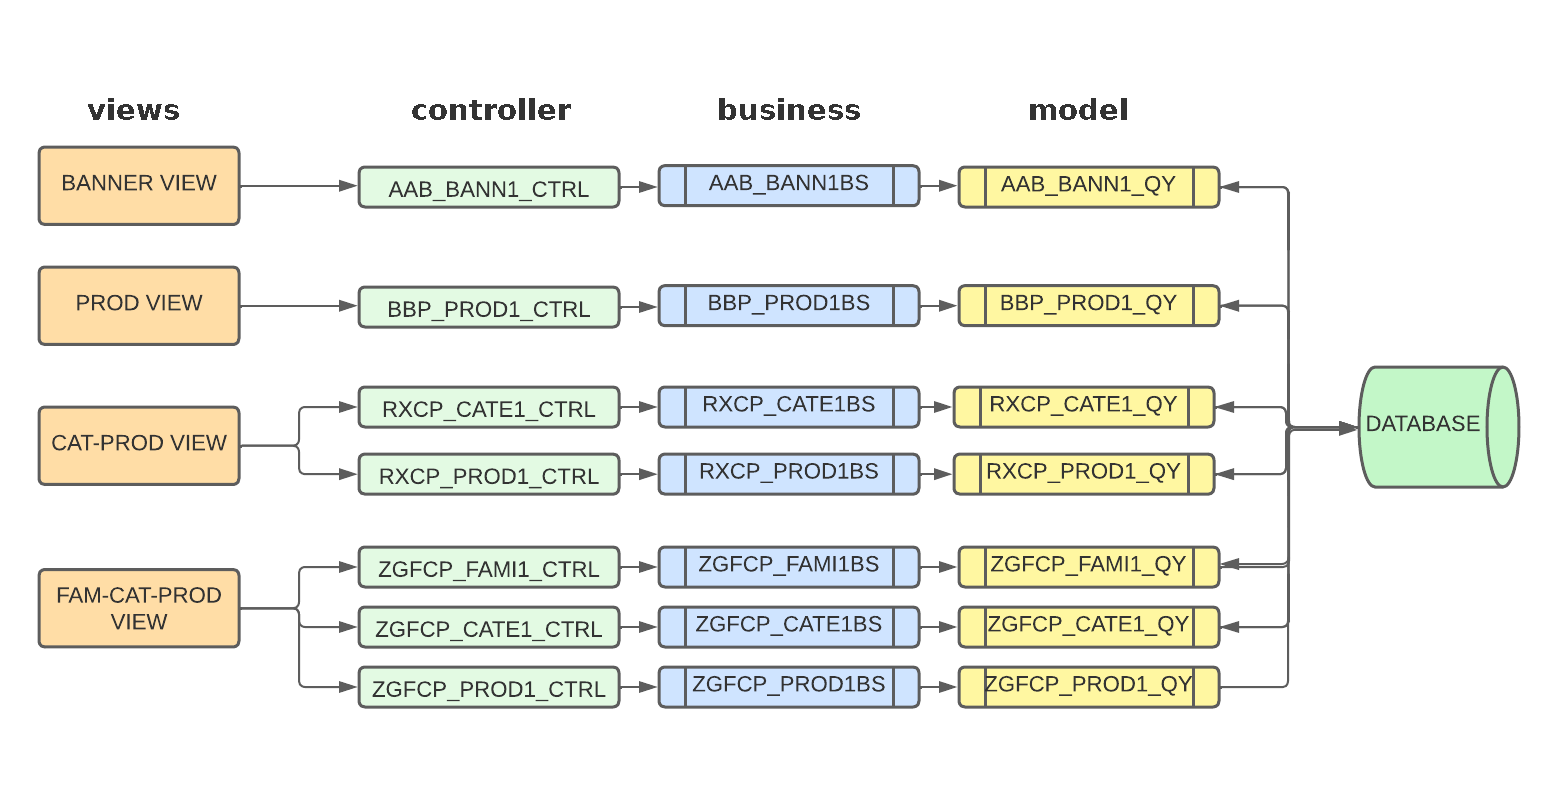 views
controller
business
model
BANNER VIEW
AAB_BANN1_CTRL
AAB_BANN1BS
AAB_BANN1_QY
PROD VIEW
BBP_PROD1_CTRL
BBP_PROD1BS
BBP_PROD1_QY
CAT-PROD VIEW
RXCP_CATE1_CTRL
RXCP_CATE1BS
RXCP_CATE1_QY
RXCP_PROD1_CTRL
RXCP_PROD1BS
RXCP_PROD1_QY
DATABASE
FAM-CAT-PROD
VIEW
ZGFCP_FAMI1_CTRL
ZGFCP_FAMI1BS
ZGFCP_FAMI1_QY
ZGFCP_CATE1_CTRL
ZGFCP_CATE1BS
ZGFCP_CATE1_QY
ZGFCP_PROD1_CTRL
ZGFCP_PROD1BS
ZGFCP_PROD1_QY